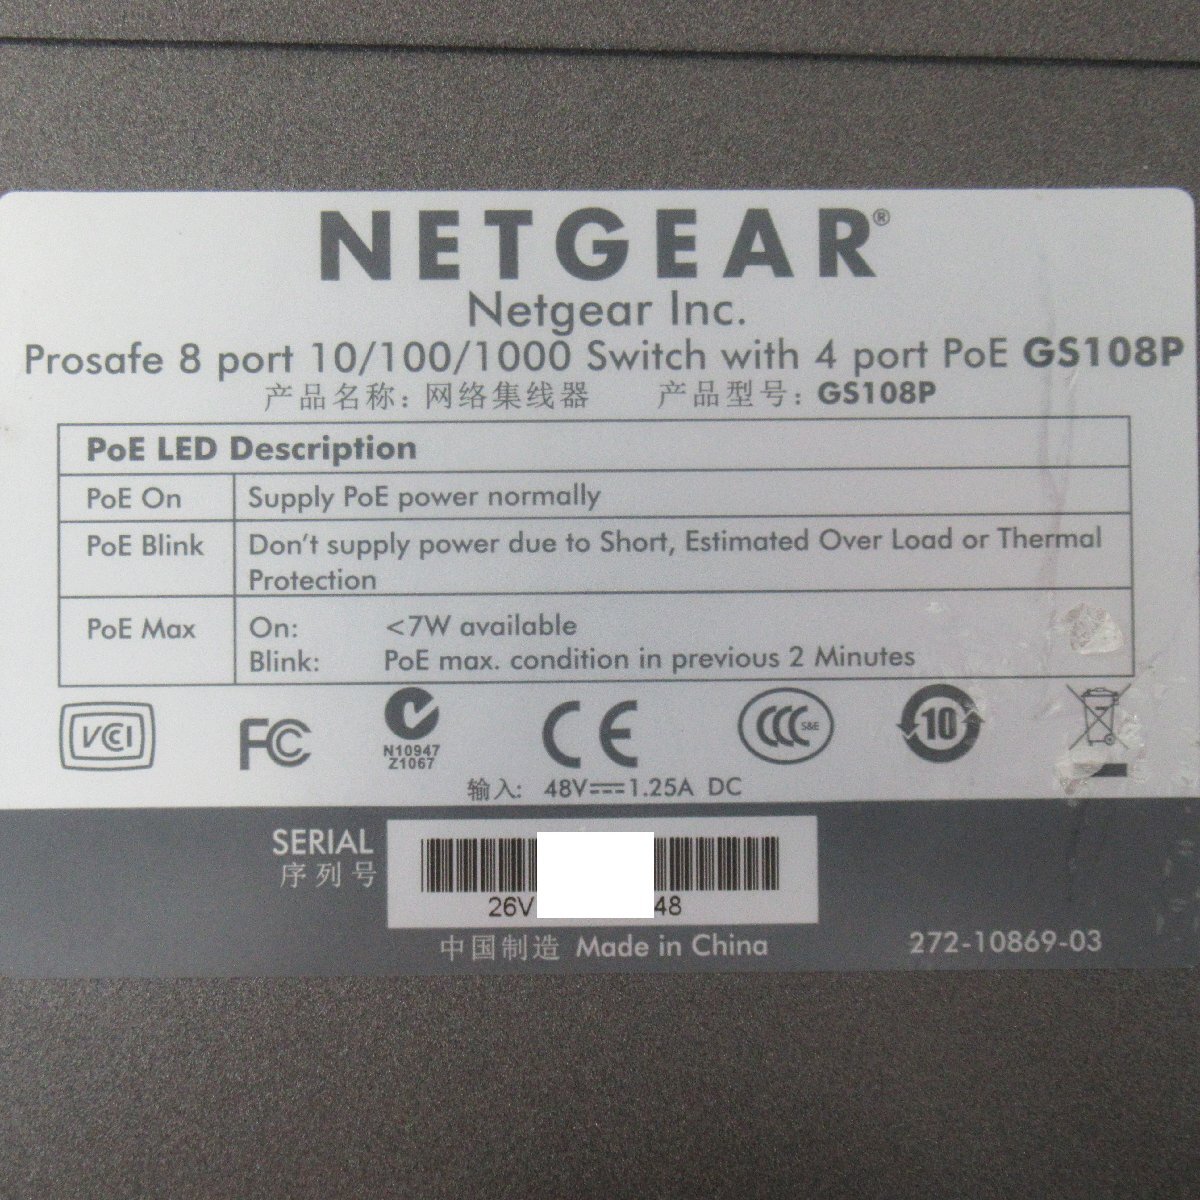 NETGEAR®
Netgear Inc.
Prosafe 8 port 10/100/1000 Switch with 4 port PoE GS108P
产品名称: 网络集线器 产品型号: GS108P
PoE LED Description
PoE On Supply PoE power normally
PoE Blink Don't supply power due to Short, Estimated Over Load or Thermal
Protection
PoE Max On: <7W available
Blink: PoE max. condition in previous 2 Minutes
VCI FC N10947 CE CCC S&E 10
Z1067
输入: 48V⎓1.25A DC
SERIAL
序列号
26V 48
中国制造 Made in China 272-10869-03